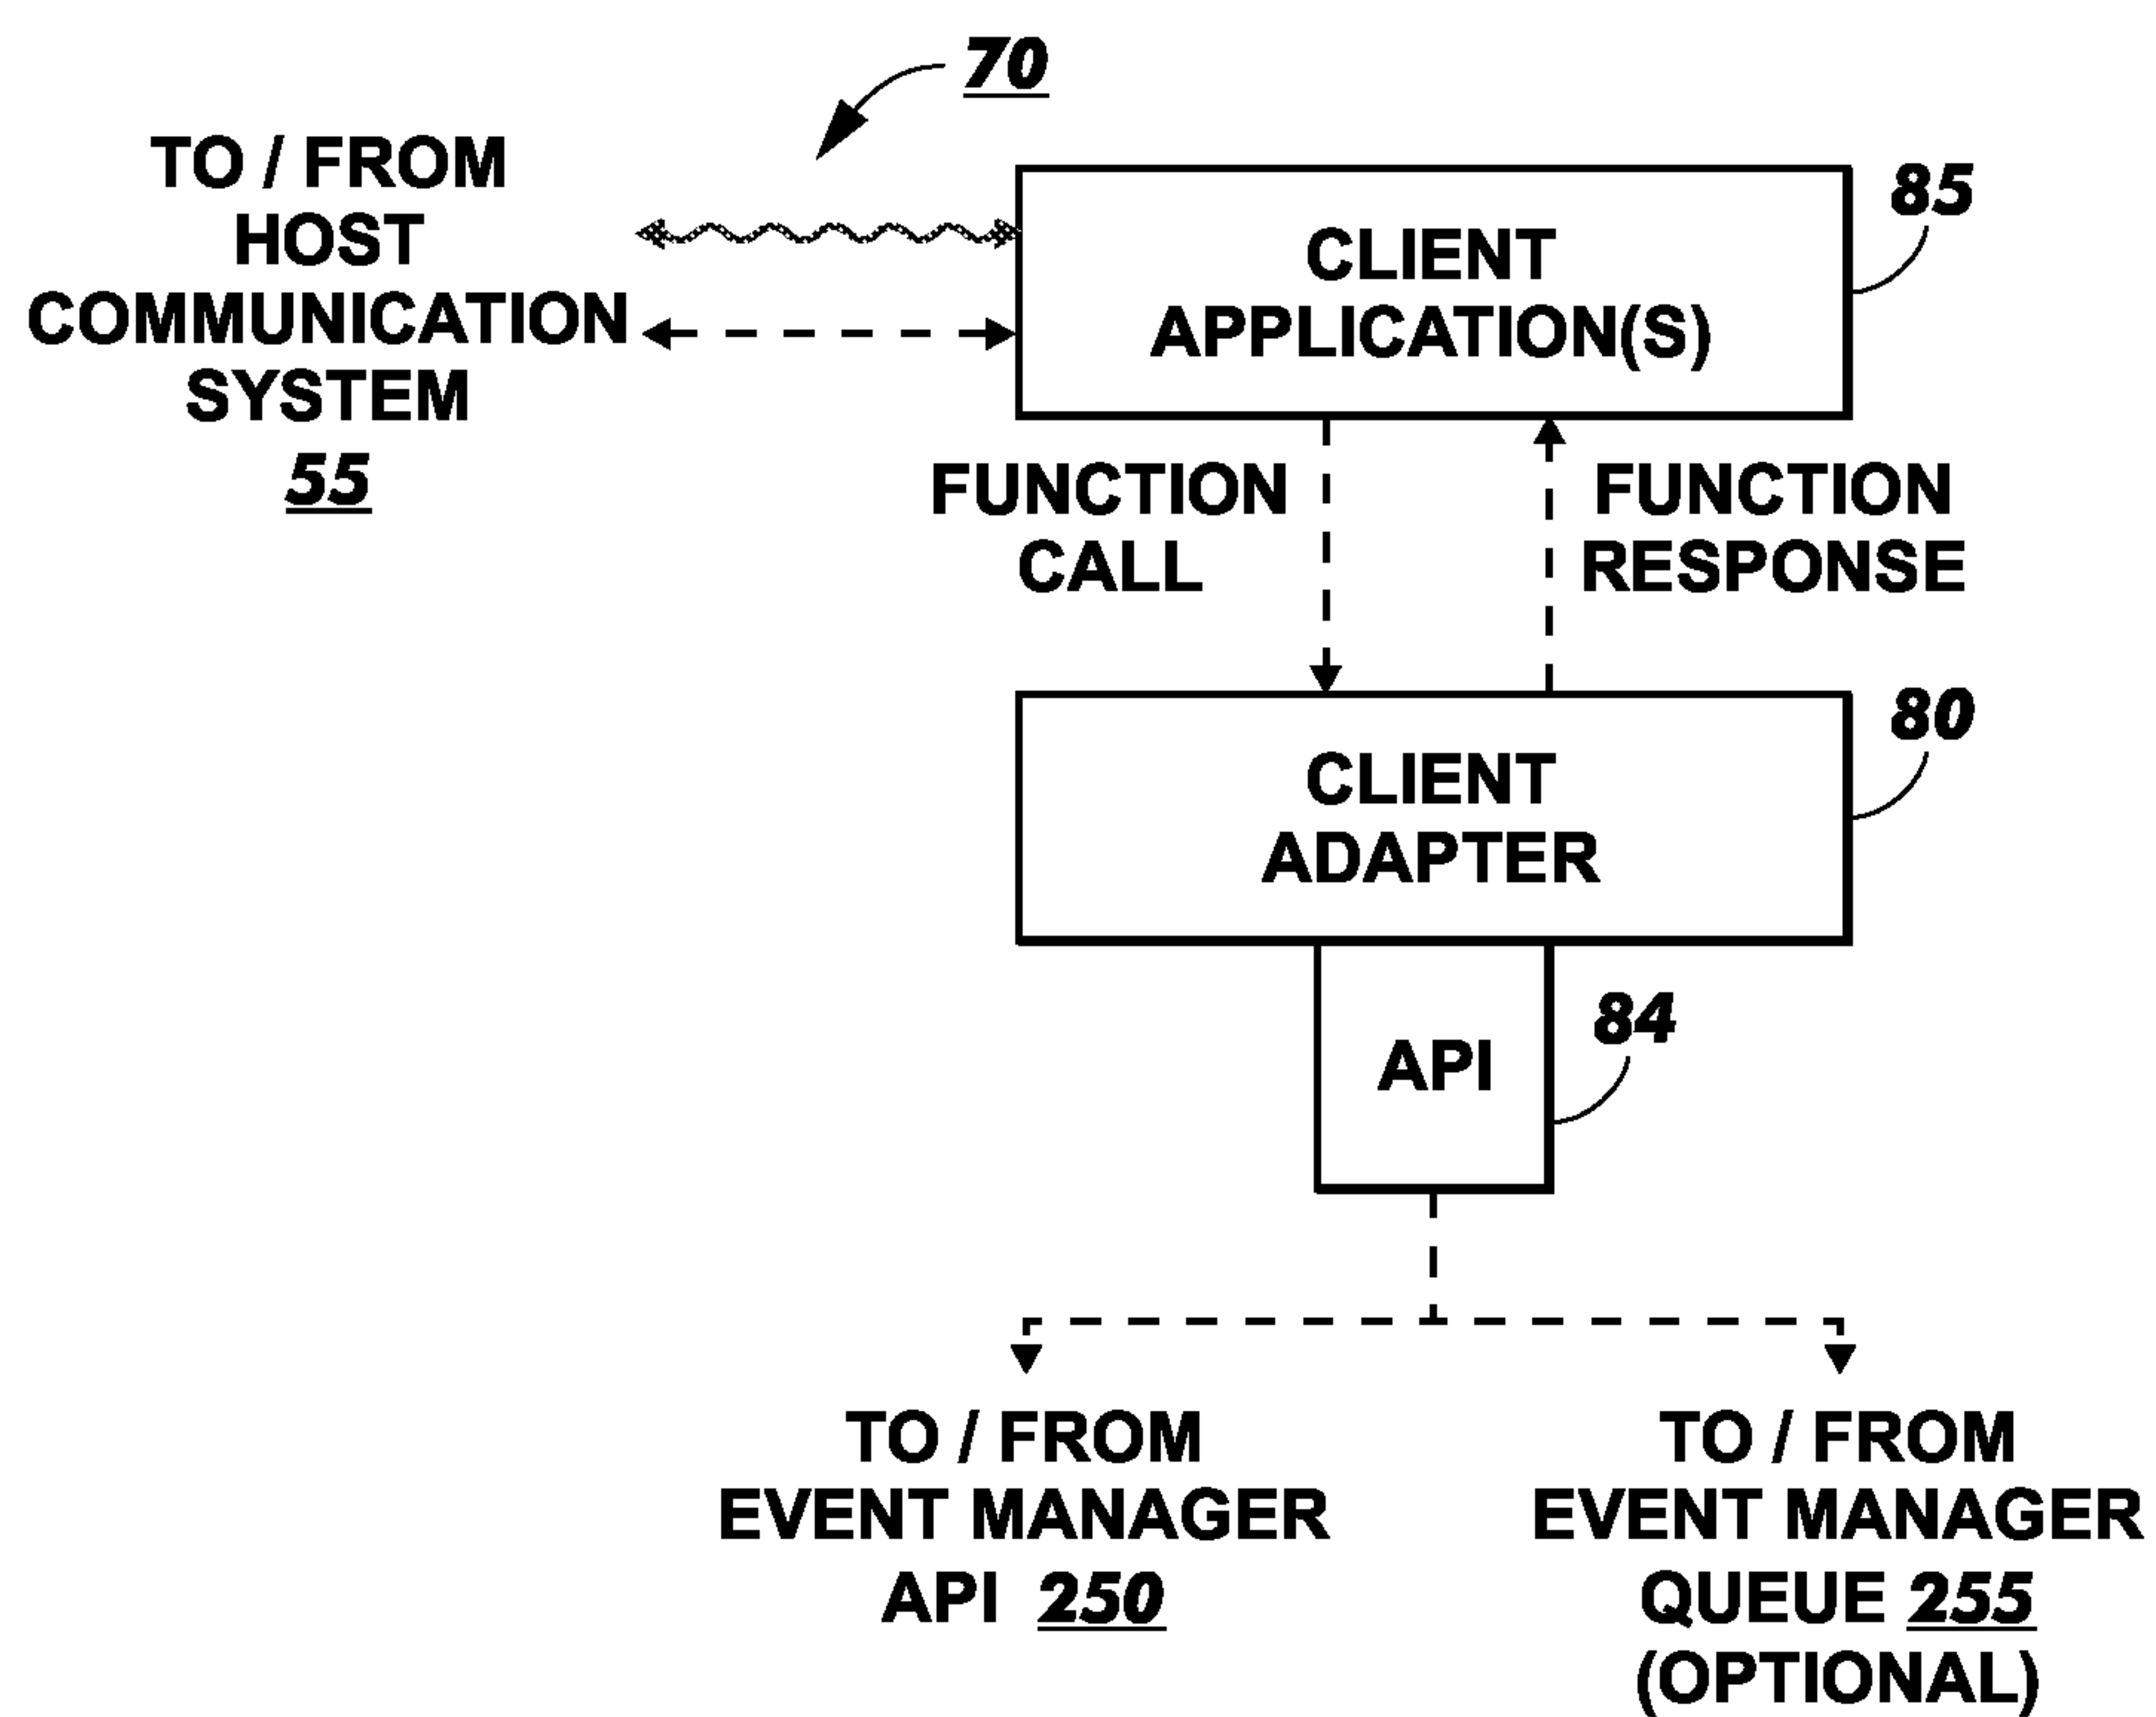 70
TO / FROM
HOST
COMMUNICATION
SYSTEM
55
CLIENT
APPLICATION(S)
85
FUNCTION
CALL
FUNCTION
RESPONSE
CLIENT
ADAPTER
80
API
84
TO / FROM
EVENT MANAGER
API 250
TO / FROM
EVENT MANAGER
QUEUE 255
(OPTIONAL)